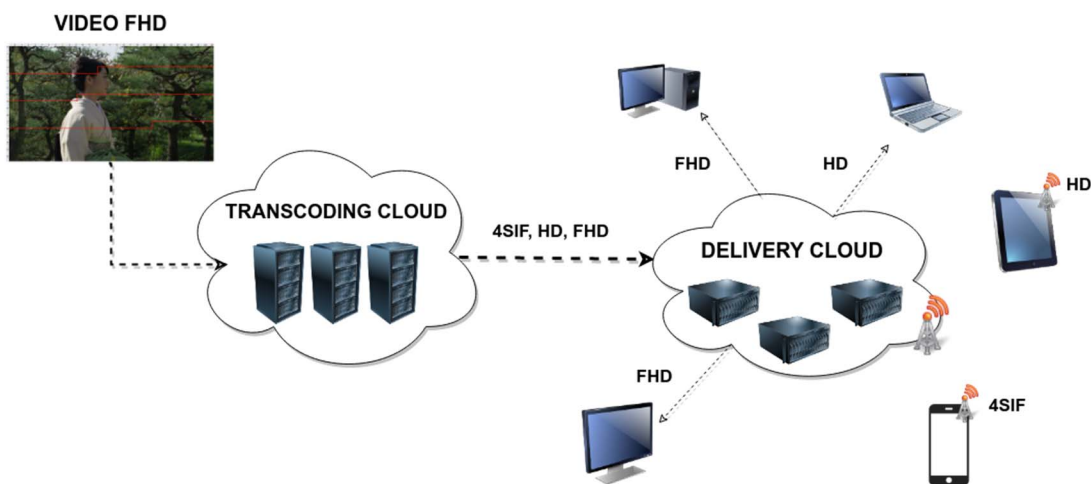 VIDEO FHD
TRANSCODING CLOUD
4SIF, HD, FHD
DELIVERY CLOUD
FHD
HD
HD
FHD
4SIF